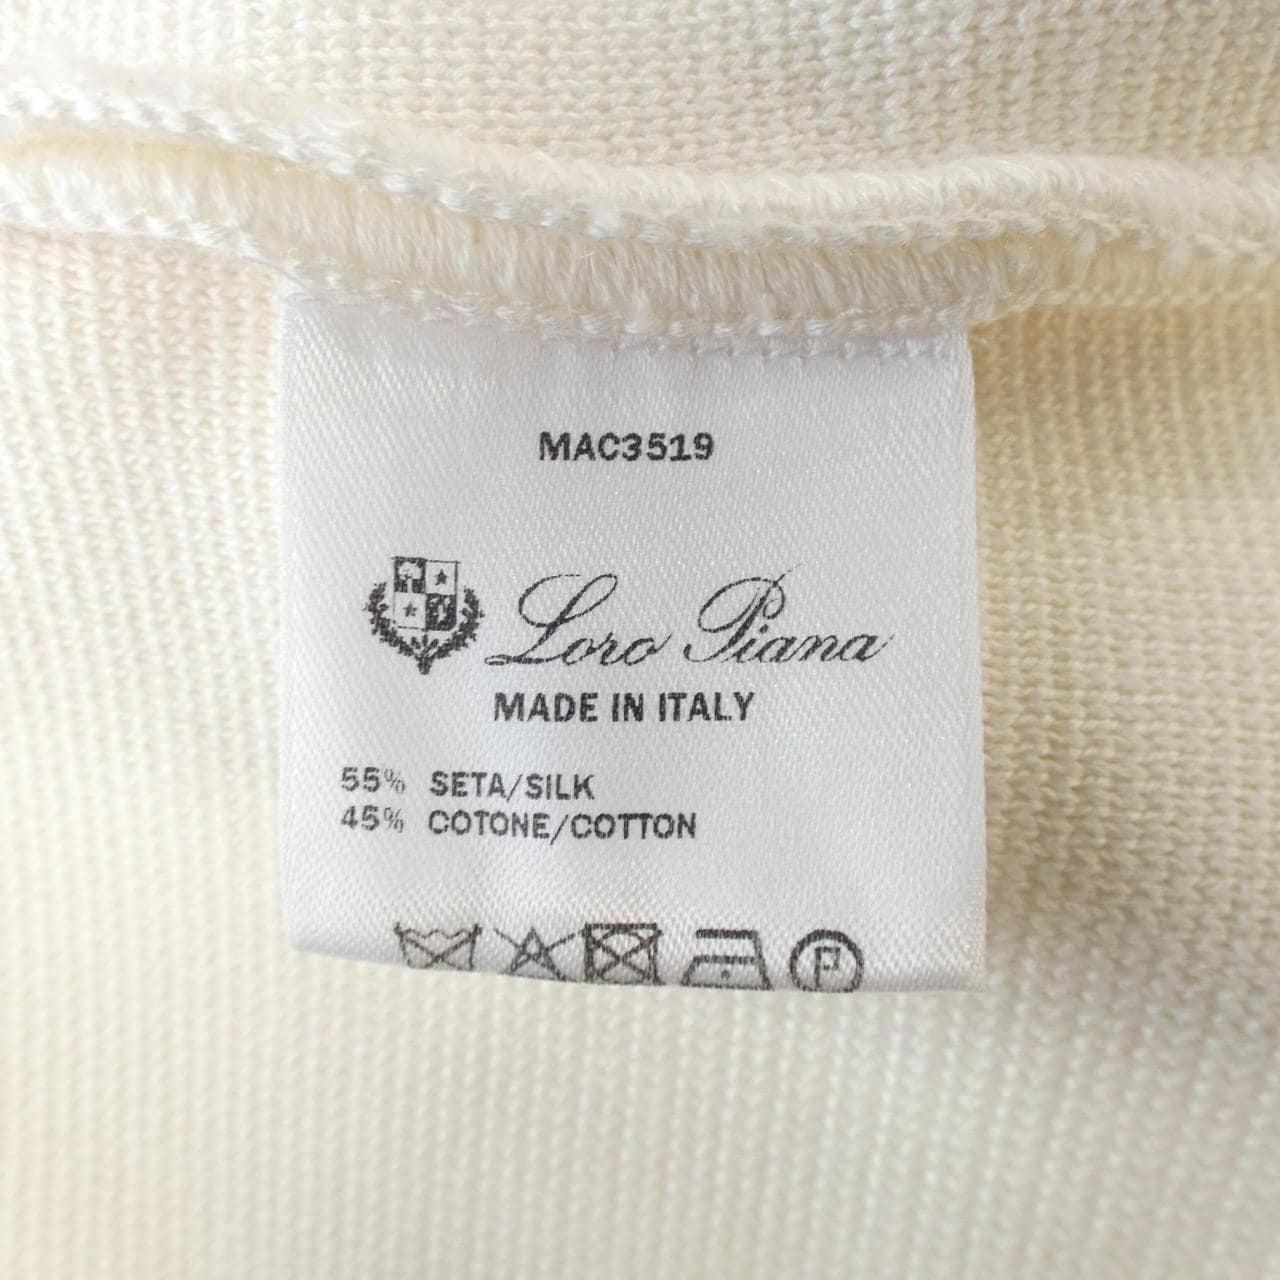 MAC3519
Loro Piana
MADE IN ITALY
55% SETA/SILK
45% COTONE/COTTON
P